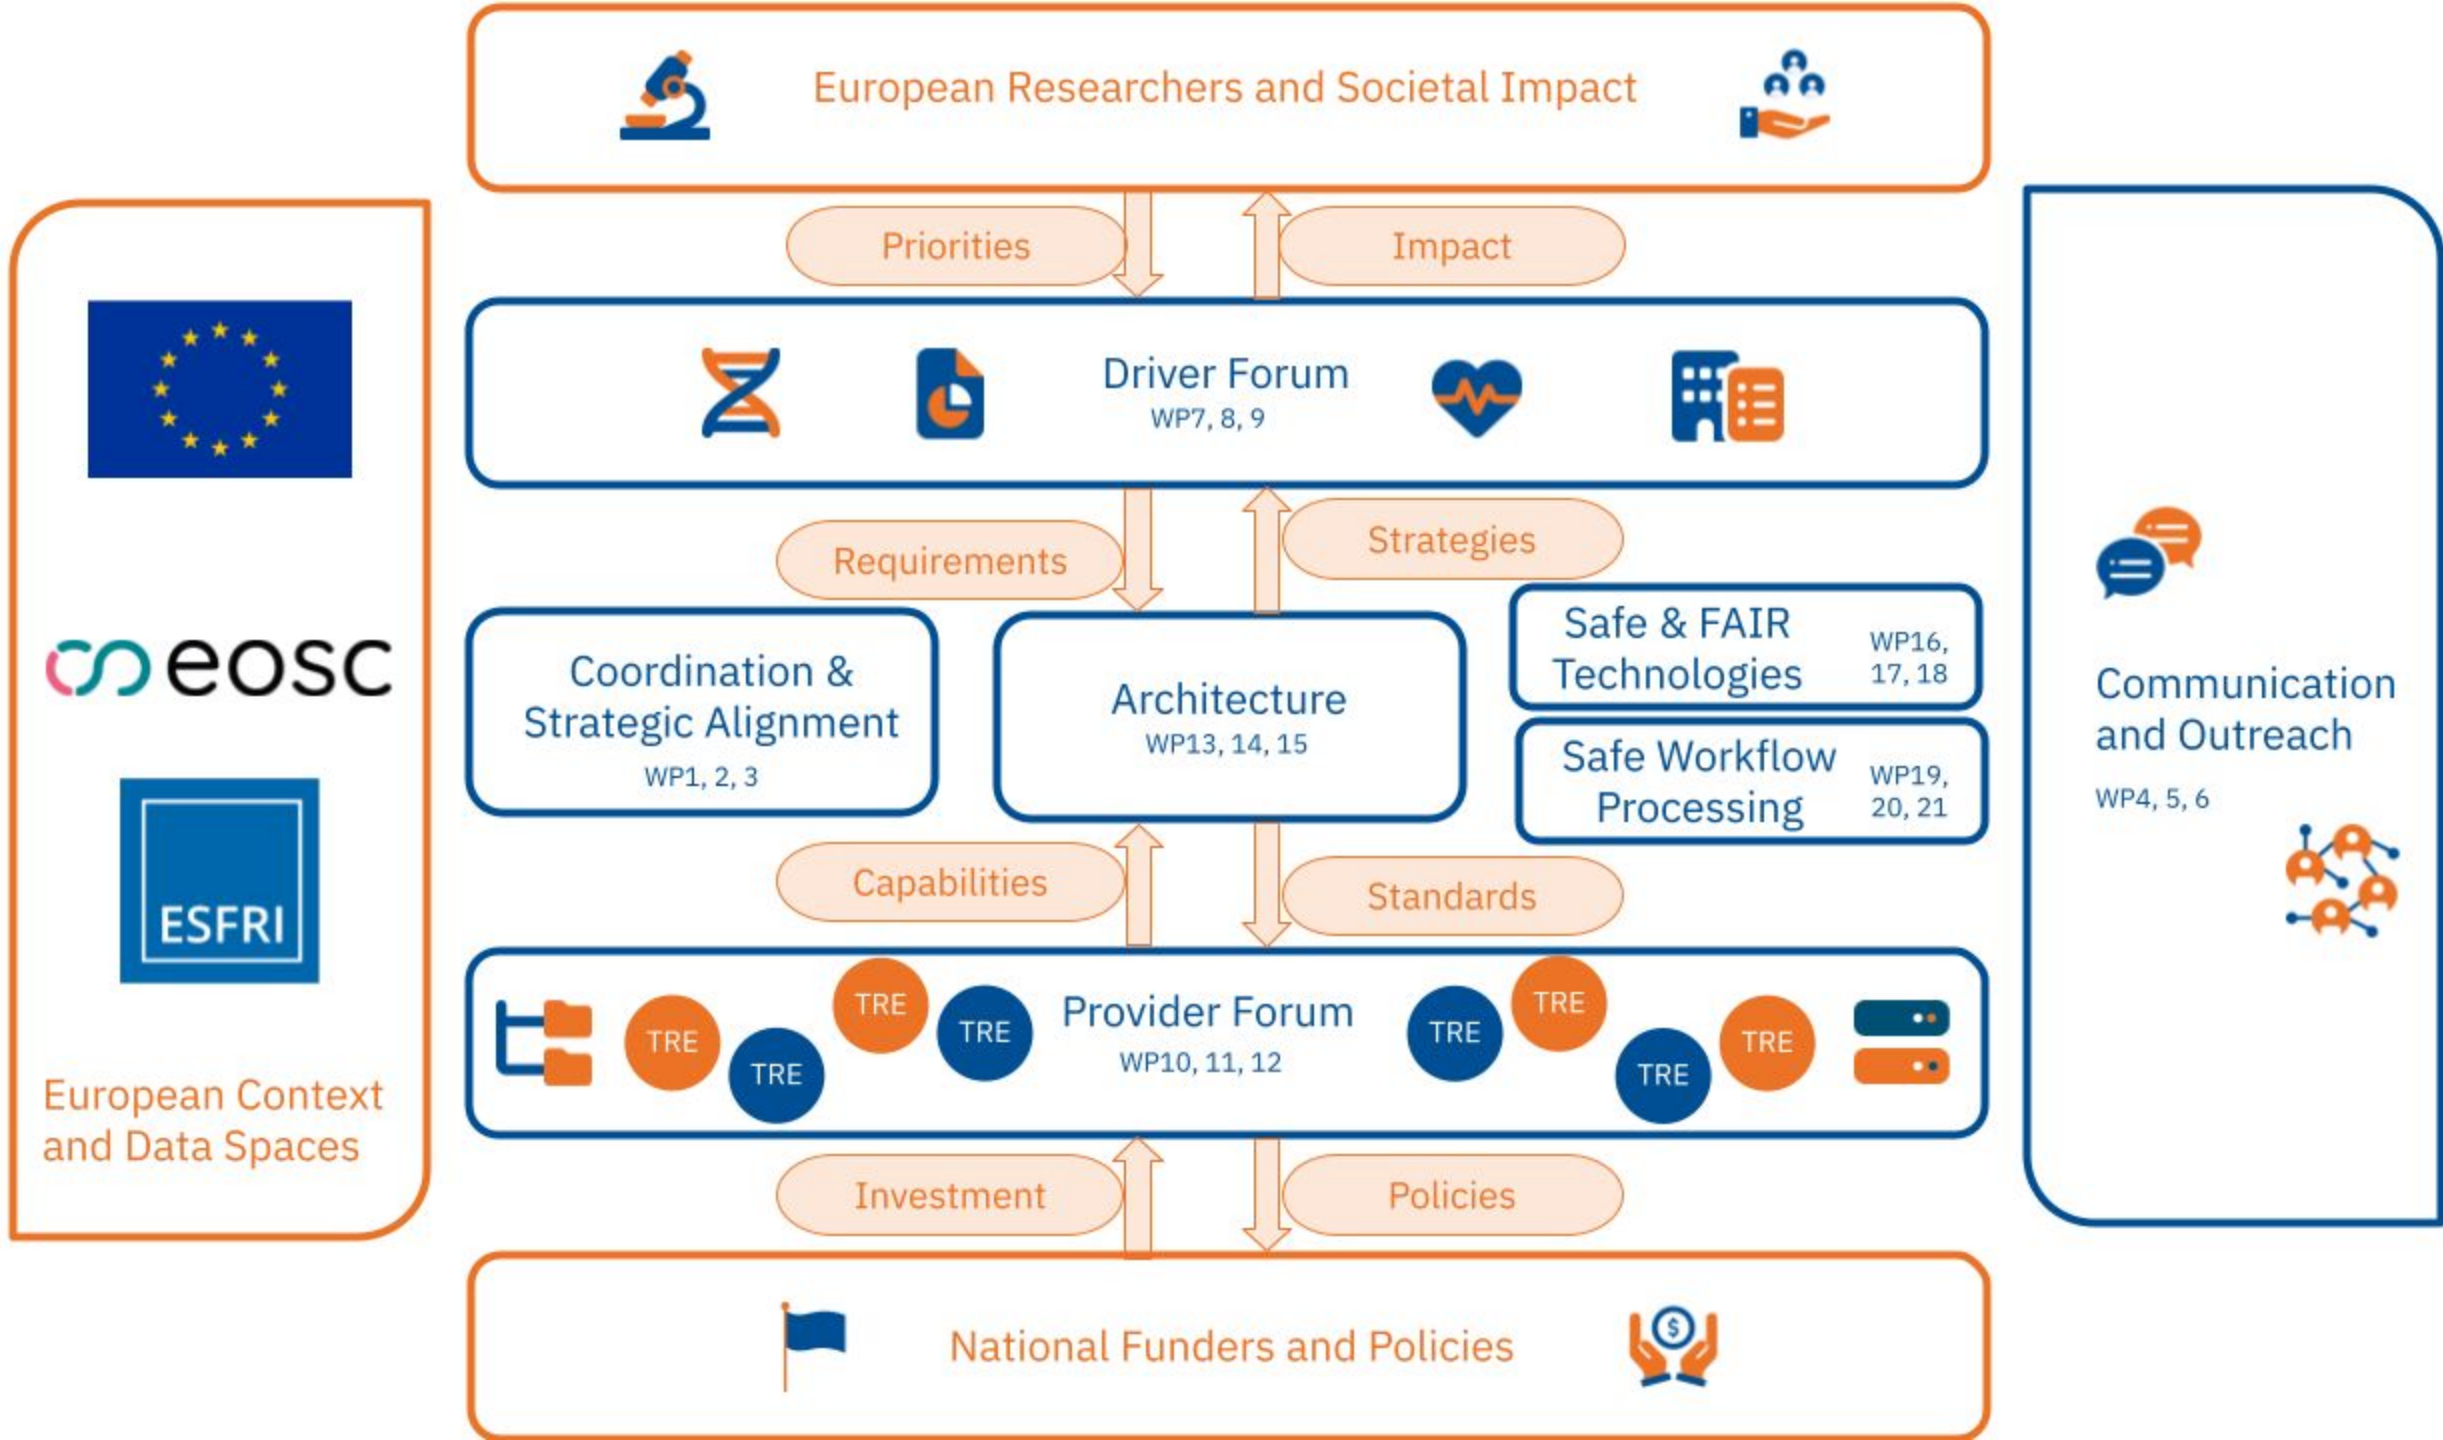 European Researchers and Societal Impact
Priorities
Impact
Driver Forum
WP7, 8, 9
Requirements
Strategies
Coordination &
Strategic Alignment
WP1, 2, 3
Architecture
WP13, 14, 15
Safe & FAIR
Technologies
WP16,
17, 18
Safe Workflow
Processing
WP19,
20, 21
Capabilities
Standards
TRE
TRE
TRE
TRE
Provider Forum
WP10, 11, 12
TRE
TRE
TRE
TRE
Investment
Policies
National Funders and Policies
$
eosc
ESFRI
European Context
and Data Spaces
Communication
and Outreach
WP4, 5, 6